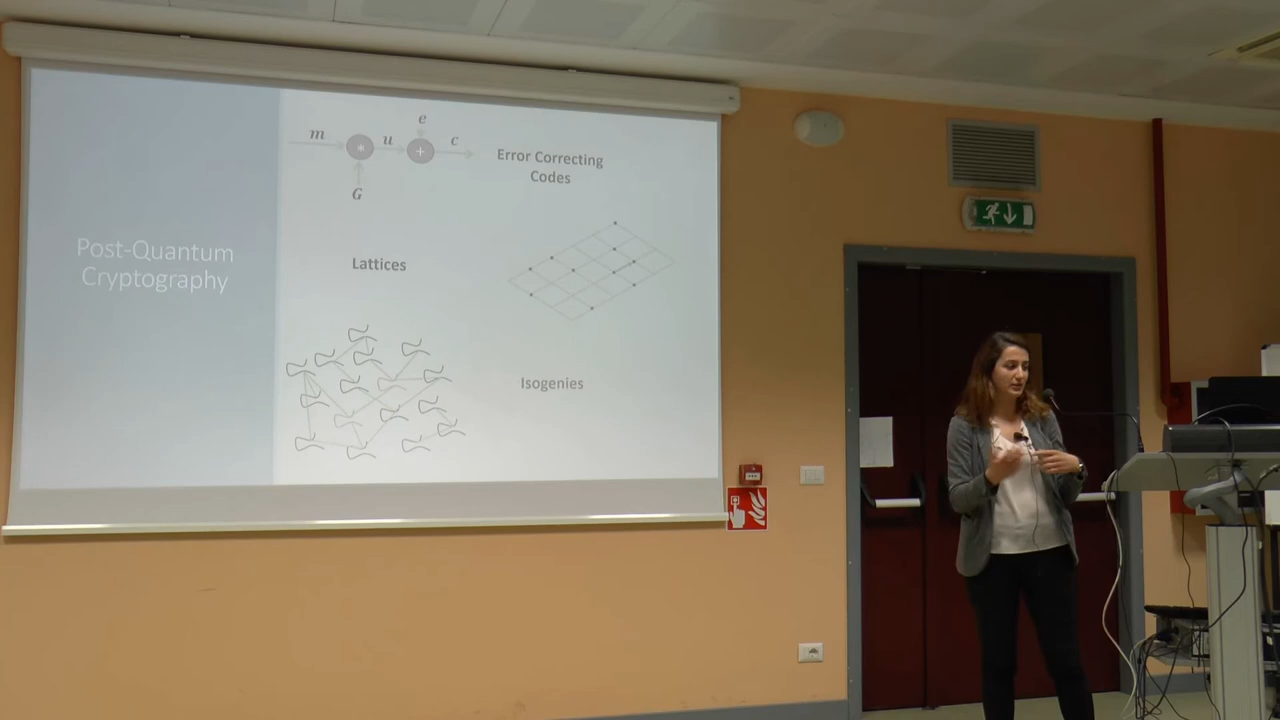 Post-Quantum
Cryptography
m
*
u
e
+
c
G
Error Correcting
Codes
Lattices
Isogenies